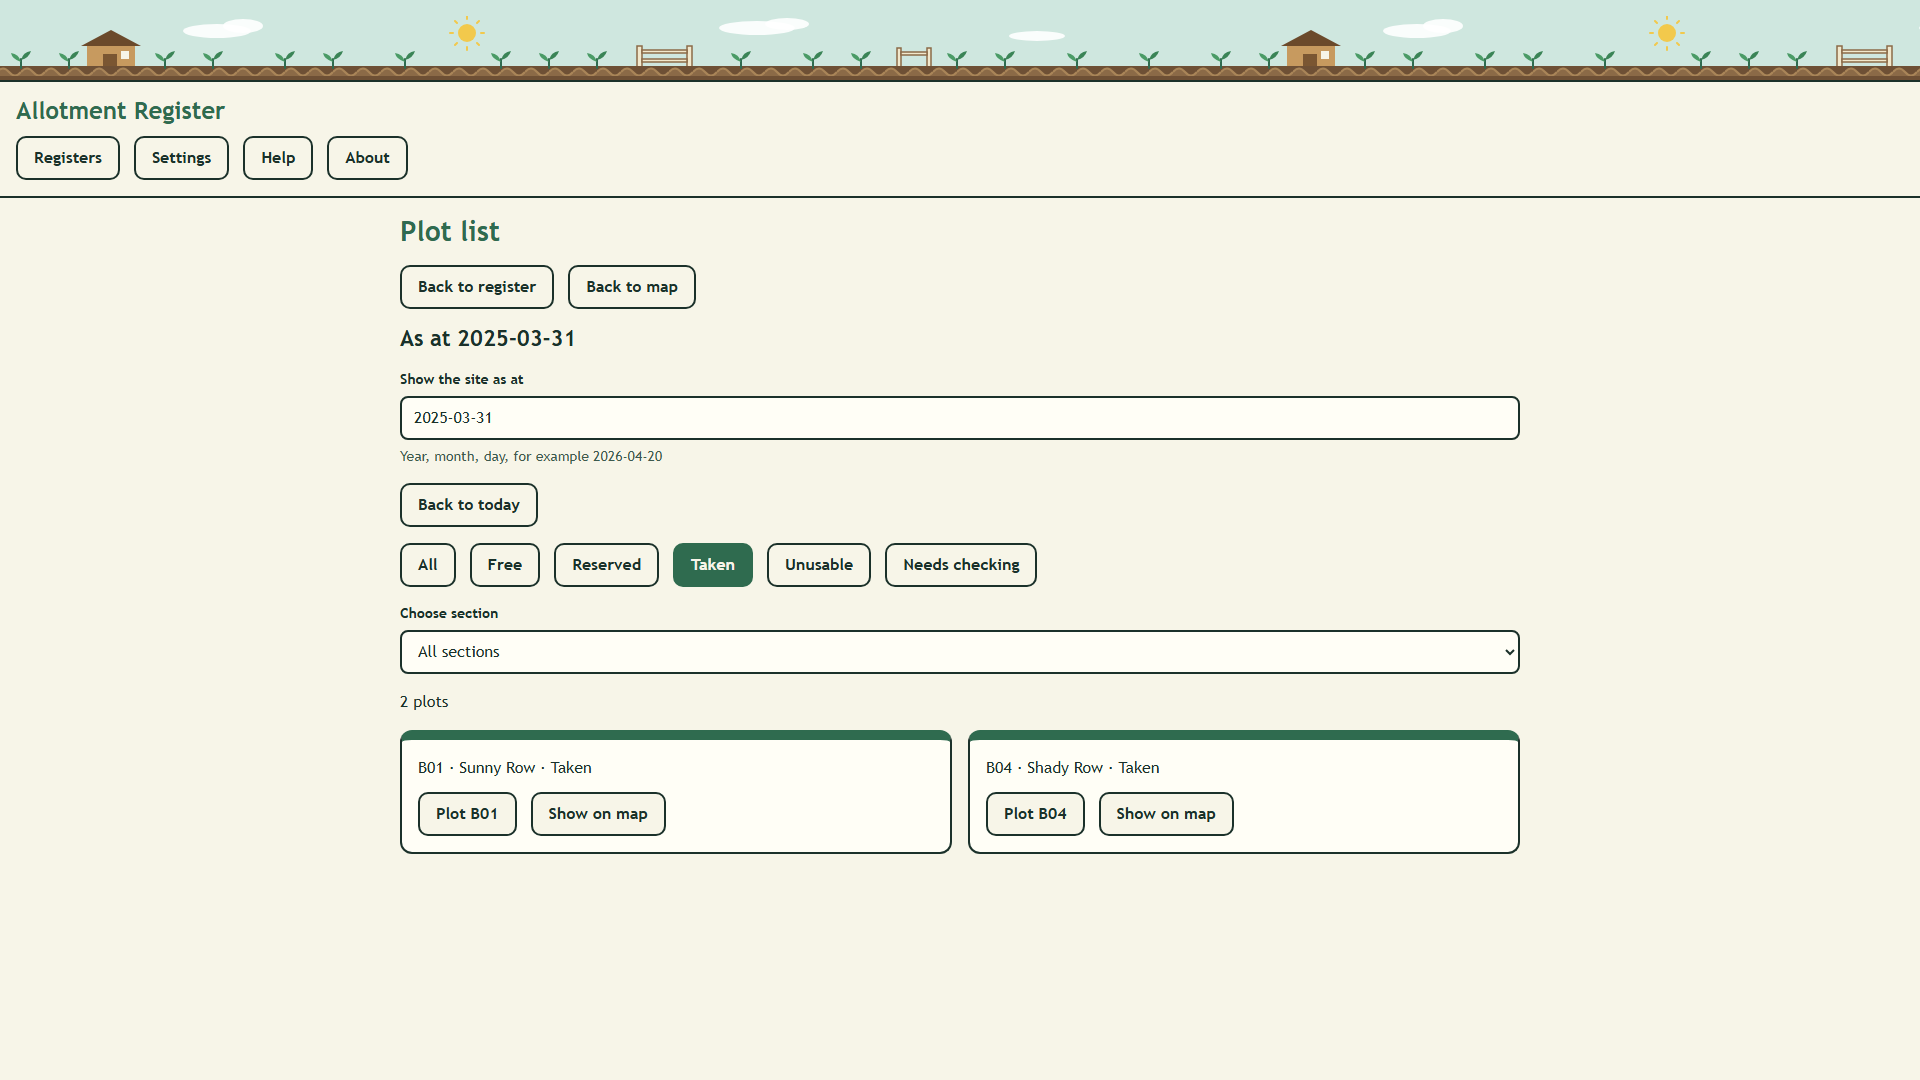 Allotment Register
Registers Settings Help About
Plot list
Back to register Back to map
As at 2025-03-31
Show the site as at
2025-03-31
Year, month, day, for example 2026-04-20
Back to today
All Free Reserved Taken Unusable Needs checking
Choose section
All sections
2 plots
B01 · Sunny Row · Taken
Plot B01 Show on map
B04 · Shady Row · Taken
Plot B04 Show on map